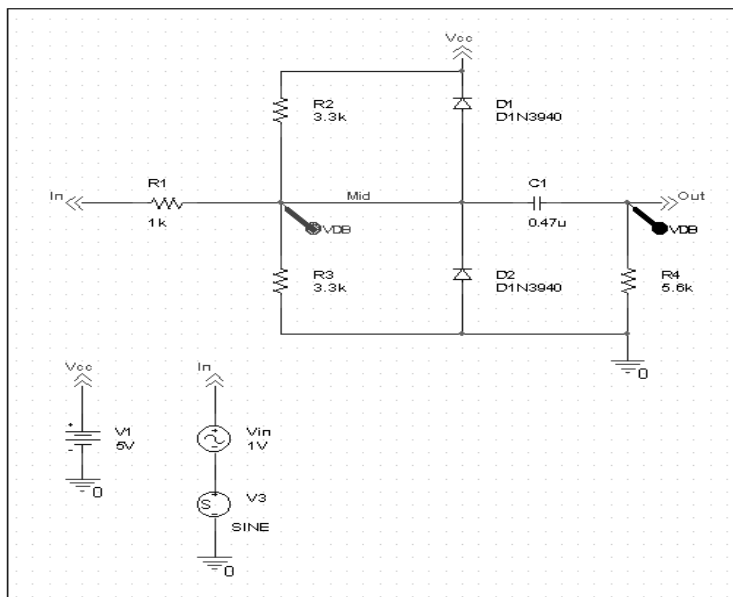 Vcc
R2
3.3k
D1
D1N3940
In
R1
1k
Mid
C1
0.47u
Out
VDB
VDB
R3
3.3k
D2
D1N3940
R4
5.6k
0
Vcc
In
+
V1
5V
-
0
+
Vin
1V
-
+
S
V3
-
SINE
0